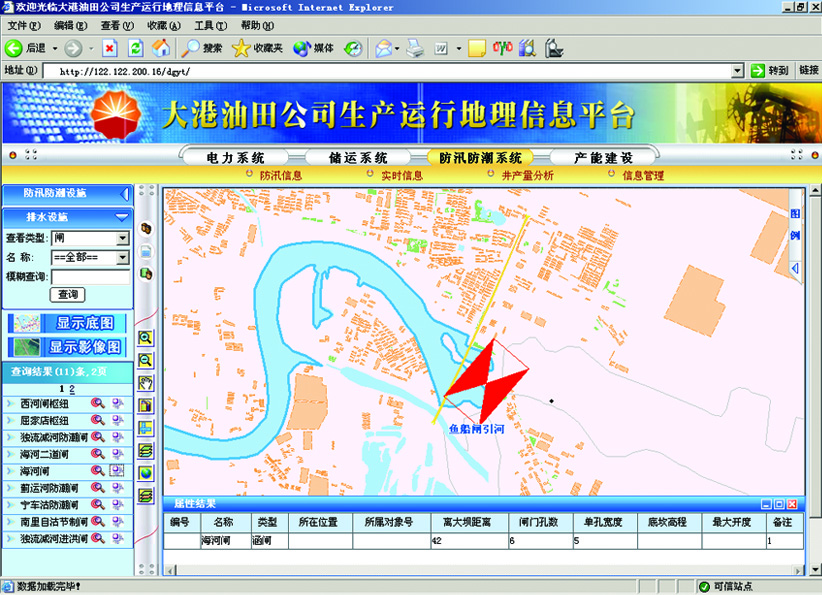 欢迎光临大港油田公司生产运行地理信息平台 - Microsoft Internet Explorer
文件(F) 编辑(E) 查看(V) 收藏(A) 工具(T) 帮助(H)
后退 搜索 收藏夹 媒体
地址(D) http://122.122.200.16/dgyt/ 转到 链接
大港油田公司生产运行地理信息平台
电力系统 储运系统 防汛防潮系统 产能建设
防汛信息 实时信息 井产量分析 信息管理
防汛防潮设施
排水设施
查看类型: 闸
名 称: ==全部==
模糊查询:
查询
显示底图
显示影像图
查询结果(11)条,2页
1 2
西河闸枢纽
屈家店枢纽
独流减河防潮闸
海河二道闸
海河闸
蓟运河防潮闸
宁车沽防潮闸
南里自沽节制闸
独流减河进洪闸
图例
鱼船闸引河
属性结果
编号 名称 类型 所在位置 所属对象号 离大坝距离 闸门孔数 单孔宽度 底坎高程 最大开度 备注
海河闸 涵闸 42 6 5 1
数据加载完毕! 可信站点